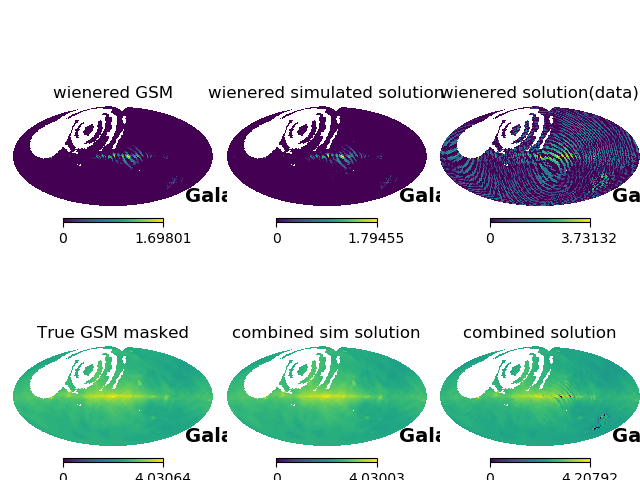 wienered GSM
wienered simulated solution
wienered solution(data)
Gala
Gala
Ga
0
1.69801
0
1.79455
0
3.73132
True GSM masked
combined sim solution
combined solution
Gala
Gala
Ga
0
4.03064
0
4.03003
0
4.20792